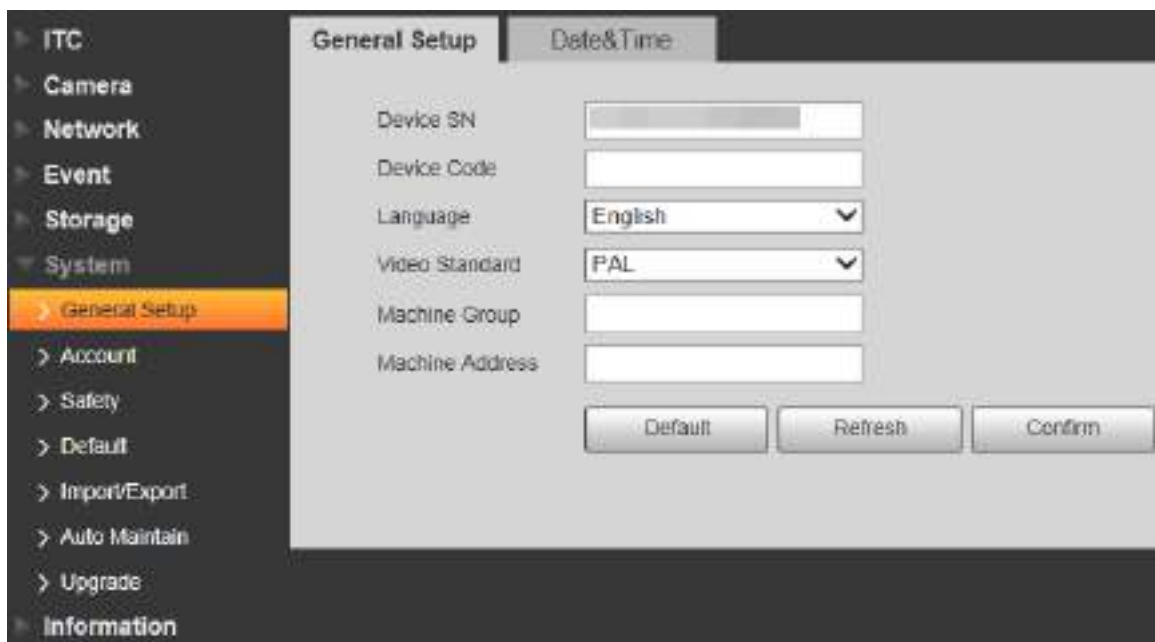 ITC
Camera
Network
Event
Storage
System
General Setup
Account
Safety
Default
Import/Export
Auto Maintain
Upgrade
Information
General Setup
Date&Time
Device SN
Device Code
Language English
Video Standard PAL
Machine Group
Machine Address
Default Refresh Confirm